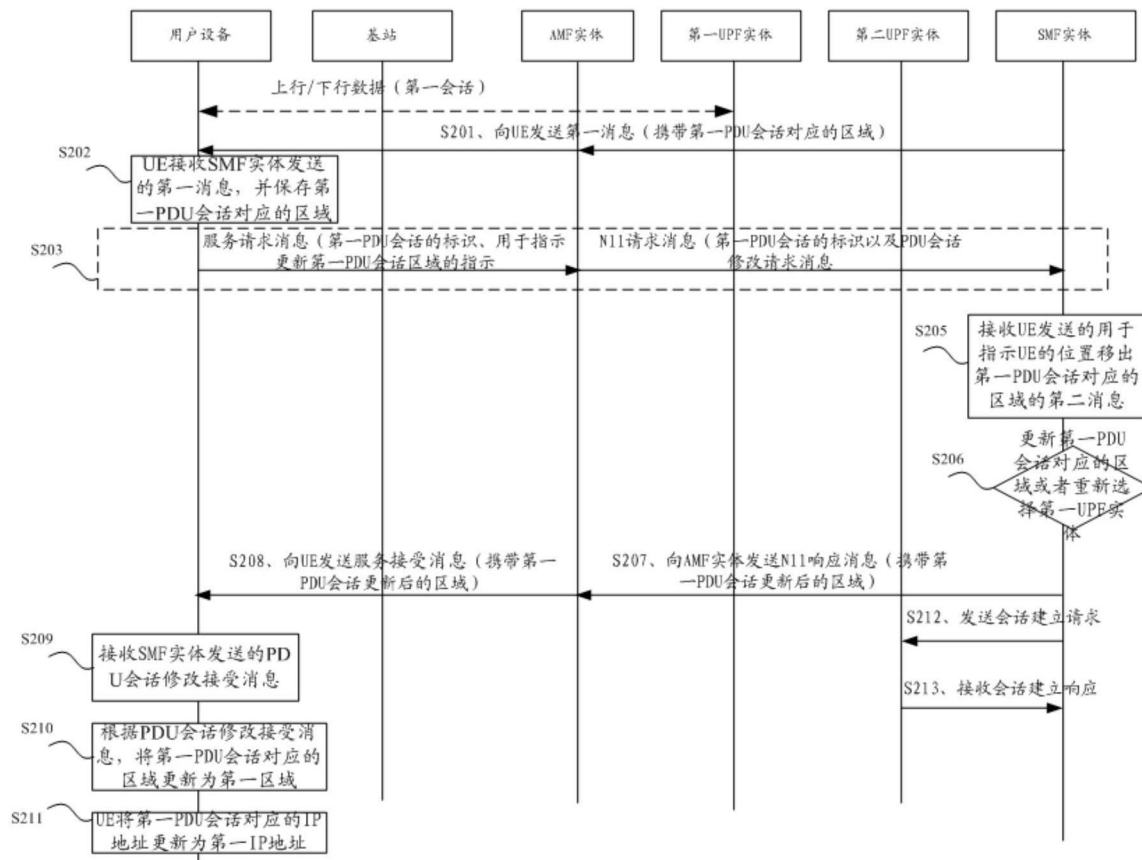 用户设备
基站
AMF实体
第一UPF实体
第二UPF实体
SMF实体
上行/下行数据（第一会话）
S201、向UE发送第一消息（携带第一PDU会话对应的区域）
S202
UE接收SMF实体发送
的第一消息，并保存第
一PDU会话对应的区域
S203
服务请求消息（第一PDU会话的标识、用于指示
更新第一PDU会话区域的指示
N11请求消息（第一PDU会话的标识以及PDU会话
修改请求消息
S205
接收UE发送的用于
指示UE的位置移出
第一PDU会话对应的
区域的第二消息
S206
更新第一PDU
会话对应的区
域或者重新选
择第一UPF实
体
S208、向UE发送服务接受消息（携带第一
PDU会话更新后的区域）
S207、向AMF实体发送N11响应消息（携带第
一PDU会话更新后的区域）
S212、发送会话建立请求
S209
接收SMF实体发送的PD
U会话修改接受消息
S213、接收会话建立响应
S210
根据PDU会话修改接受消
息，将第一PDU会话对应的
区域更新为第一区域
S211
UE将第一PDU会话对应的IP
地址更新为第一IP地址